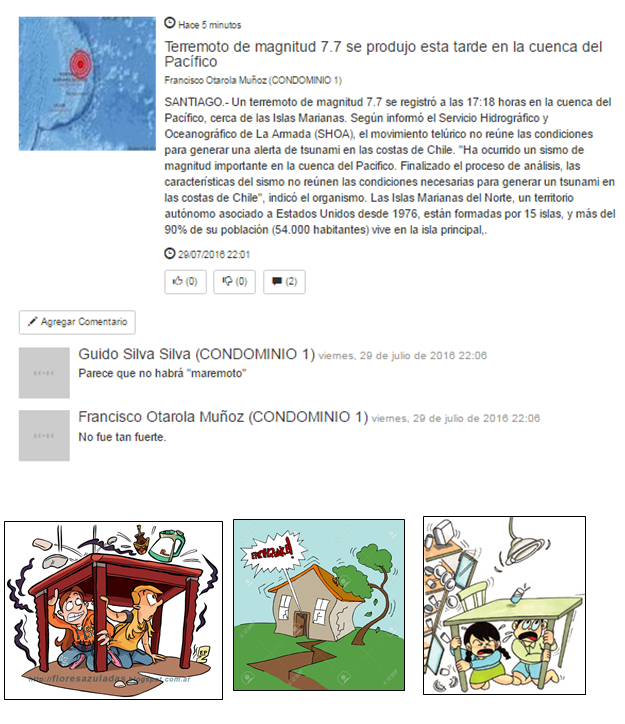 Hace 5 minutos
Terremoto de magnitud 7.7 se produjo esta tarde en la cuenca del
Pacífico
Francisco Otarola Muñoz (CONDOMINIO 1)
SANTIAGO.- Un terremoto de magnitud 7.7 se registró a las 17:18 horas en la cuenca del
Pacífico, cerca de las Islas Marianas. Según informó el Servicio Hidrográfico y
Oceanográfico de La Armada (SHOA), el movimiento telúrico no reúne las condiciones
para generar una alerta de tsunami en las costas de Chile. "Ha ocurrido un sismo de
magnitud importante en la cuenca del Pacifico. Finalizado el proceso de análisis, las
características del sismo no reúnen las condiciones necesarias para generar un tsunami en
las costas de Chile", indicó el organismo. Las Islas Marianas del Norte, un territorio
autónomo asociado a Estados Unidos desde 1976, están formadas por 15 islas, y más del
90% de su población (54.000 habitantes) vive en la isla principal,.
29/07/2016 22:01
(0) (0) (2)
Agregar Comentario
Guido Silva Silva (CONDOMINIO 1) viernes, 29 de julio de 2016 22:06
Parece que no habrá "maremoto"
Francisco Otarola Muñoz (CONDOMINIO 1) viernes, 29 de julio de 2016 22:06
No fue tan fuerte.
http://floresazuladas.blogspot.com.ar